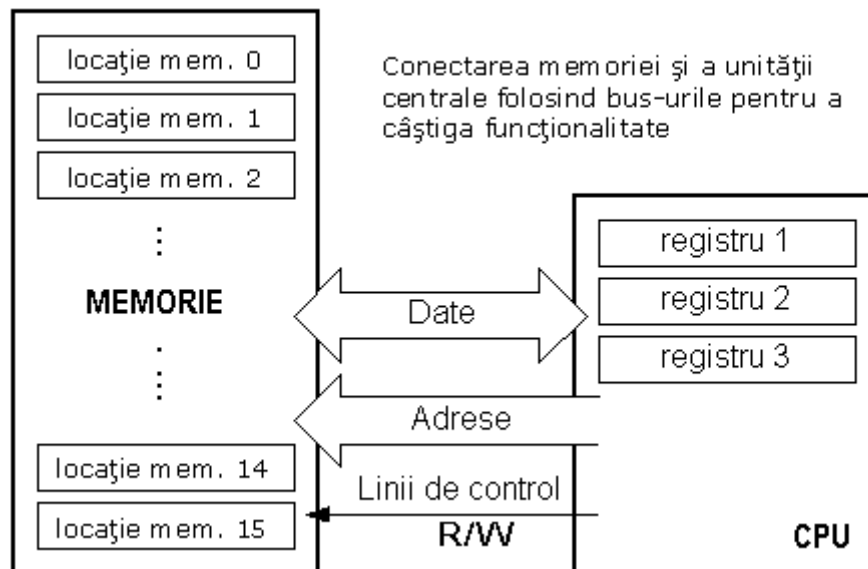 locaţie mem. 0
locaţie mem. 1
locaţie mem. 2
MEMORIE
locaţie mem. 14
locaţie mem. 15
Conectarea memoriei şi a unităţii
centrale folosind bus-urile pentru a
câştiga funcţionalitate
Date
Adrese
Linii de control
R/W
registru 1
registru 2
registru 3
CPU